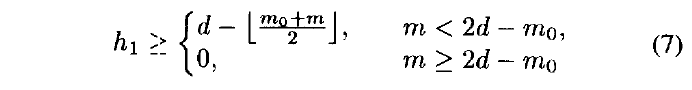 h₁ ≥ { d − ⌊(m₀+m)/2⌋, m < 2d − m₀,
0, m ≥ 2d − m₀ (7)